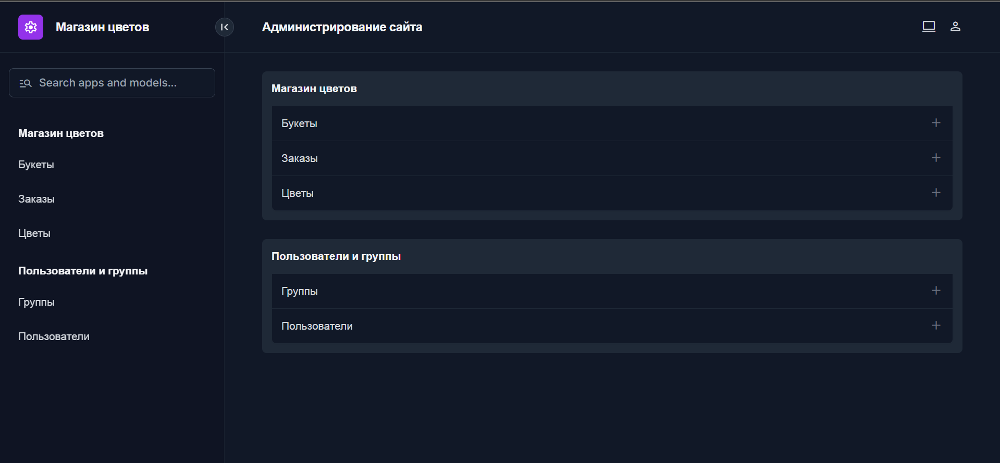 Магазин цветов
Администрирование сайта
Search apps and models...
Магазин цветов
Букеты
Заказы
Цветы
Пользователи и группы
Группы
Пользователи
Магазин цветов
Букеты
Заказы
Цветы
Пользователи и группы
Группы
Пользователи